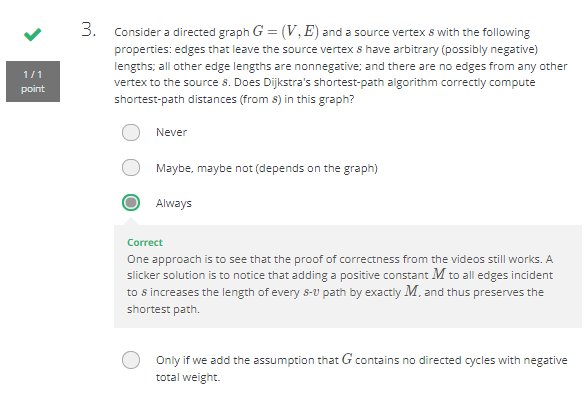 3. Consider a directed graph G = (V, E) and a source vertex s with the following
properties: edges that leave the source vertex s have arbitrary (possibly negative)
lengths; all other edge lengths are nonnegative; and there are no edges from any other
vertex to the source s. Does Dijkstra's shortest-path algorithm correctly compute
shortest-path distances (from s) in this graph?
1 / 1
point
Never
Maybe, maybe not (depends on the graph)
Always
Correct
One approach is to see that the proof of correctness from the videos still works. A
slicker solution is to notice that adding a positive constant M to all edges incident
to s increases the length of every s-v path by exactly M, and thus preserves the
shortest path.
Only if we add the assumption that G contains no directed cycles with negative
total weight.